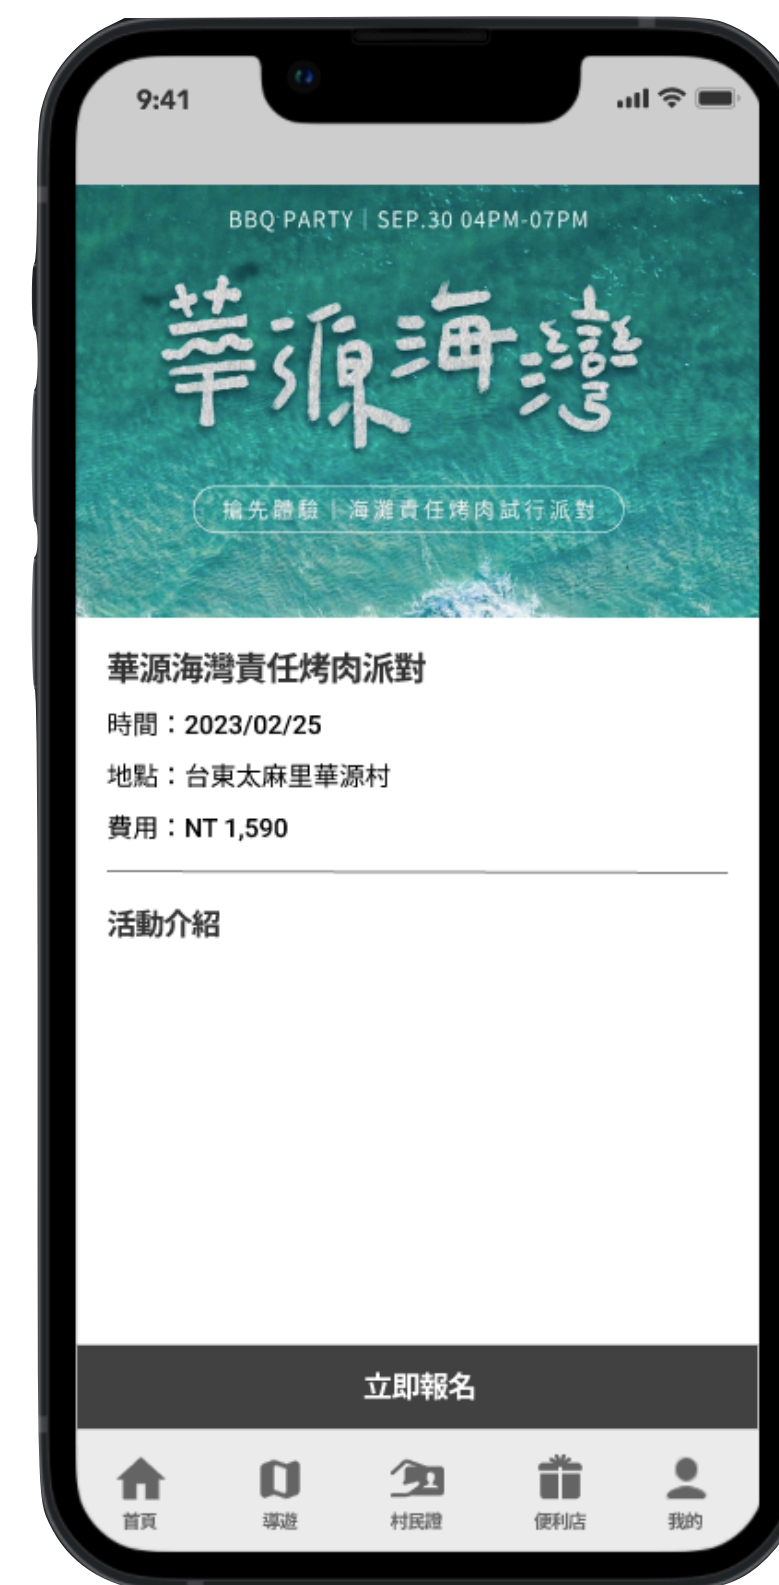 9:41
BBQ PARTY | SEP.30 04PM-07PM
華源海灣
搶先體驗 | 海灘責任烤肉試行派對
華源海灣責任烤肉派對
時間：2023/02/25
地點：台東太麻里華源村
費用：NT 1,590
活動介紹
立即報名
首頁 導遊 村民證 便利店 我的